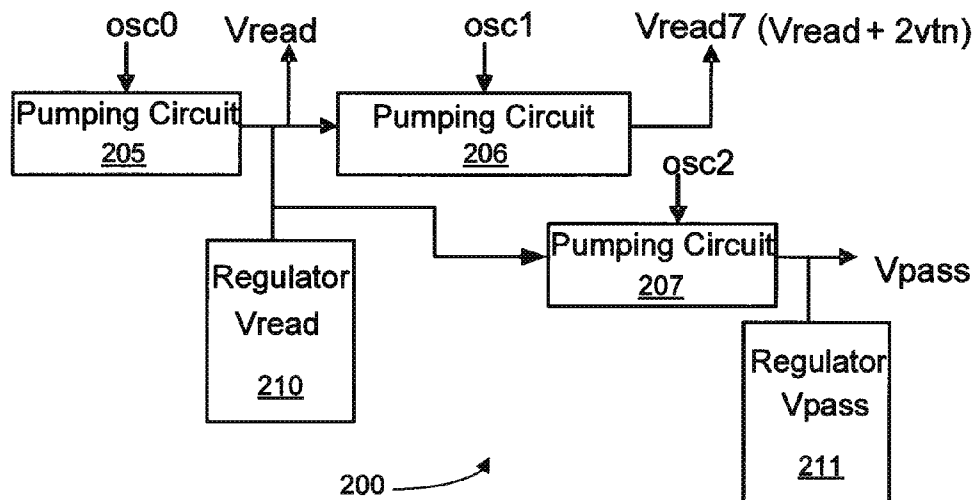 osc0
Vread
osc1
Vread7 (Vread + 2vtn)
Pumping Circuit
205
Pumping Circuit
206
osc2
Pumping Circuit
207
Vpass
Regulator
Vread
210
Regulator
Vpass
211
200